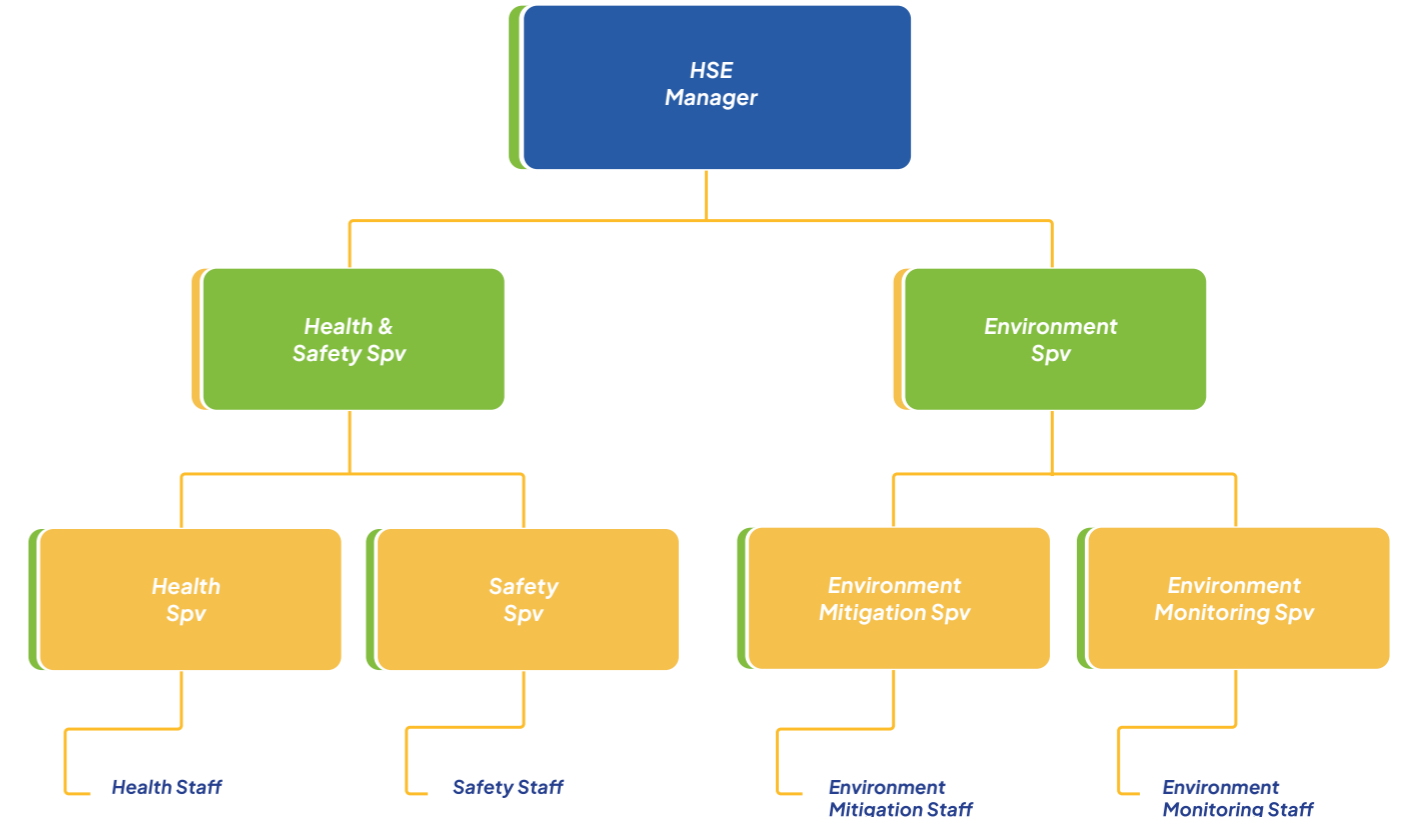 HSE
Manager
Health &
Safety Spv
Environment
Spv
Health
Spv
Safety
Spv
Environment
Mitigation Spv
Environment
Monitoring Spv
Health Staff
Safety Staff
Environment
Mitigation Staff
Environment
Monitoring Staff